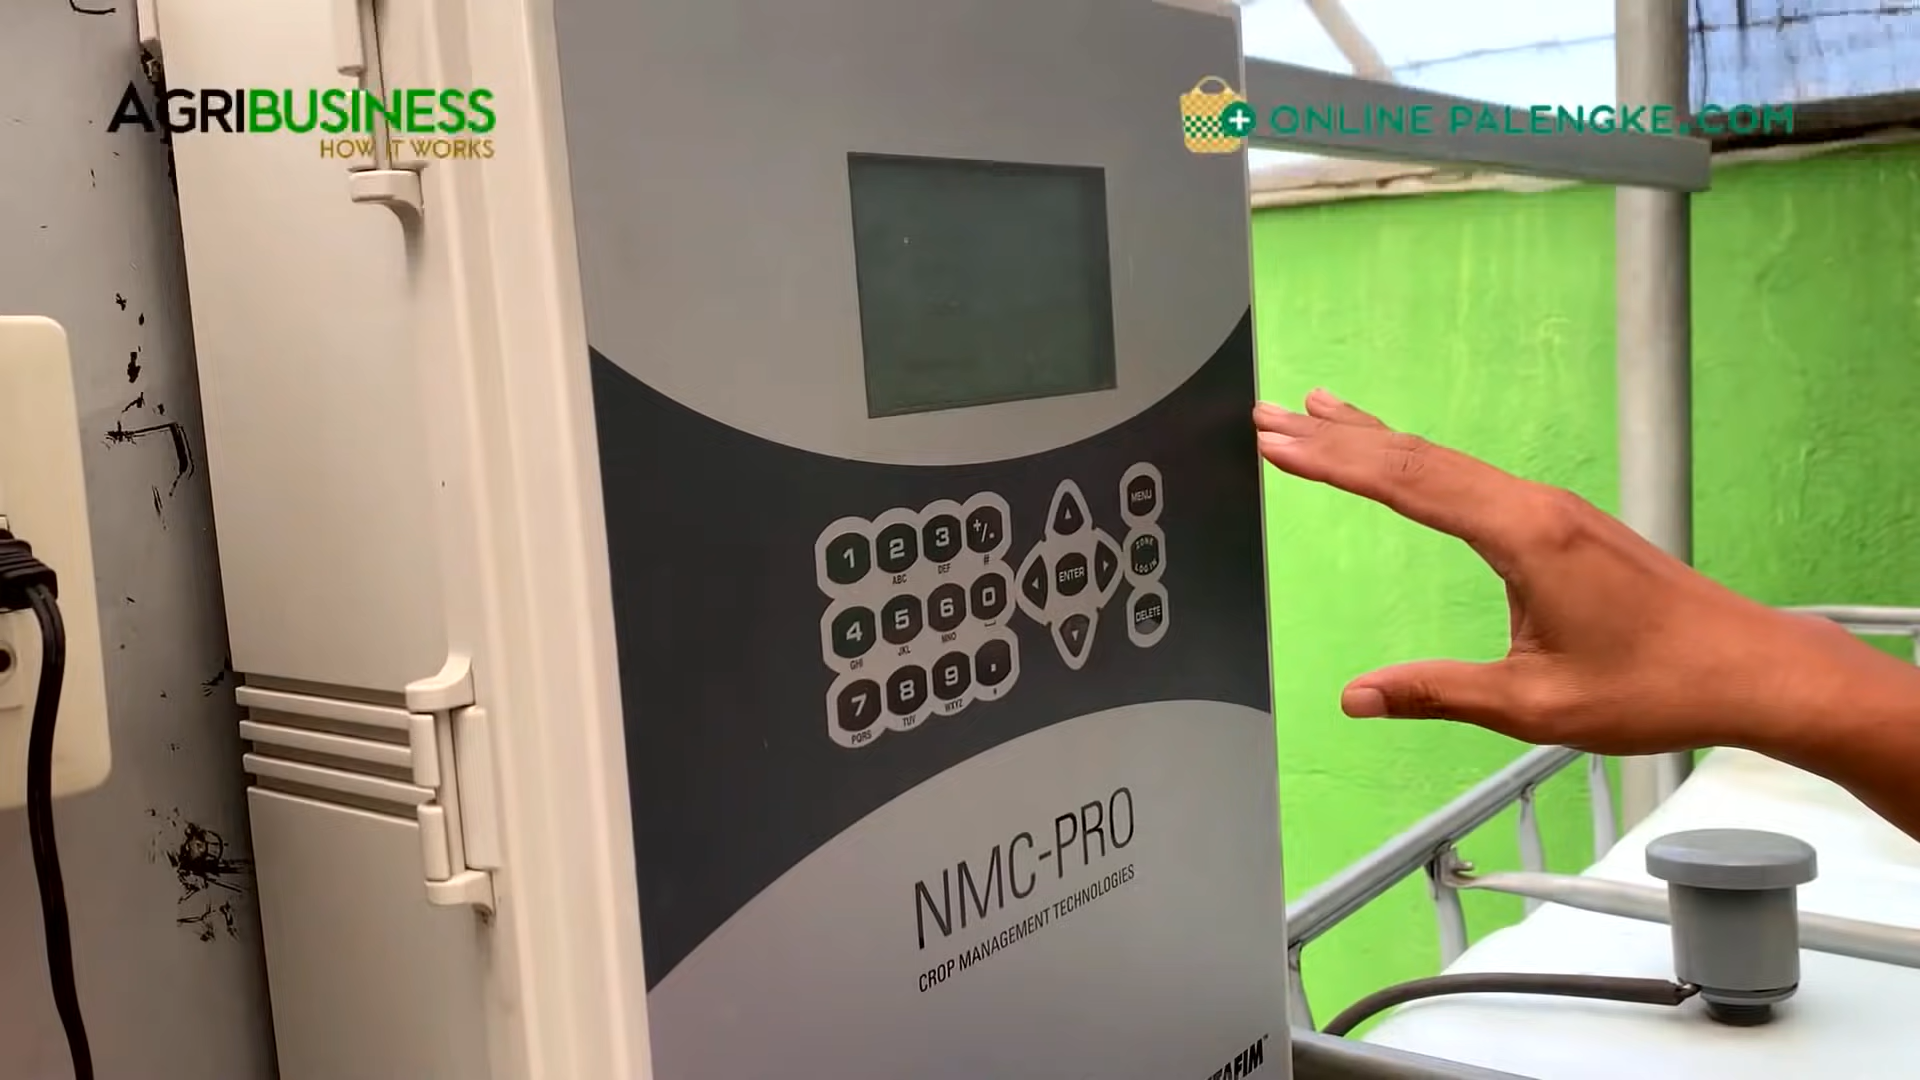 AGRIBUSINESS
HOW IT WORKS
ONLINE PALENGKE.COM
1 2 3 +/.
ABC DEF #
4 5 6 0
GHI JKL MNO
7 8 9 .
PQRS TUV WXYZ
ENTER
MENU
ZONE
LOG IN
DELETE
NMC-PRO
CROP MANAGEMENT TECHNOLOGIES
TAFIM™